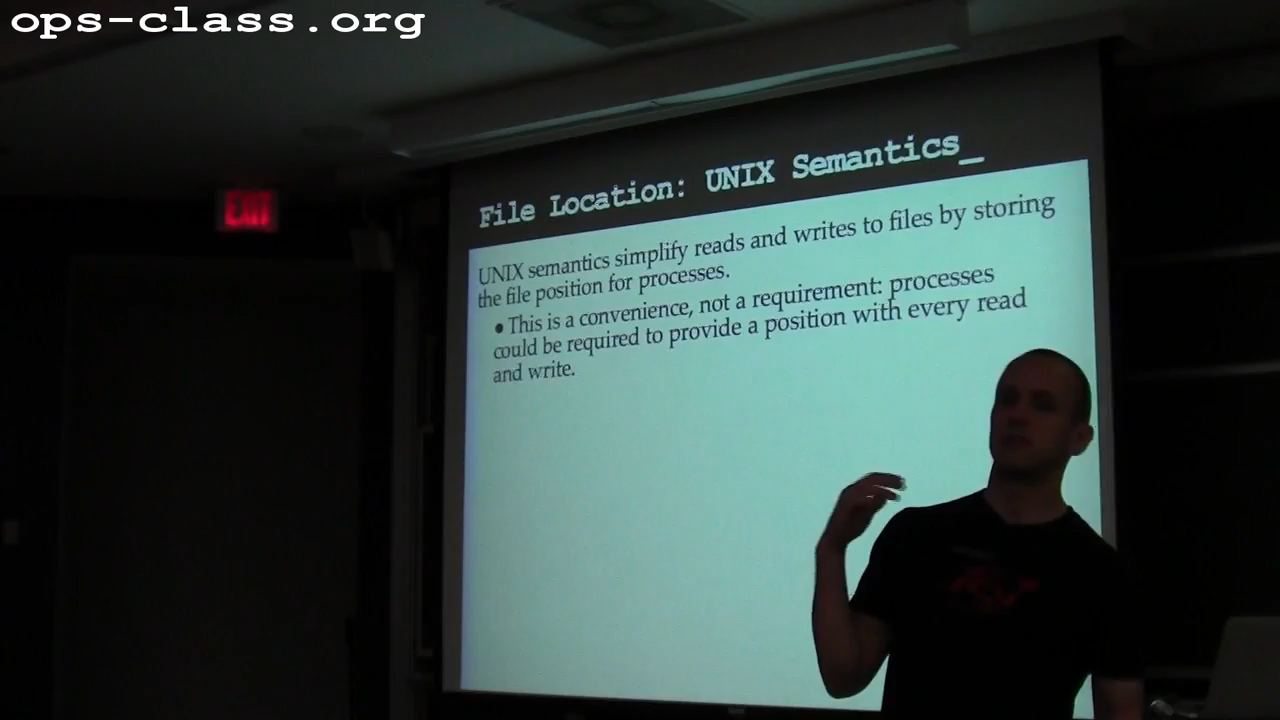 ops-class.org
EXIT
File Location: UNIX Semantics_
UNIX semantics simplify reads and writes to files by storing
the file position for processes.
● This is a convenience, not a requirement: processes
could be required to provide a position with every read
and write.